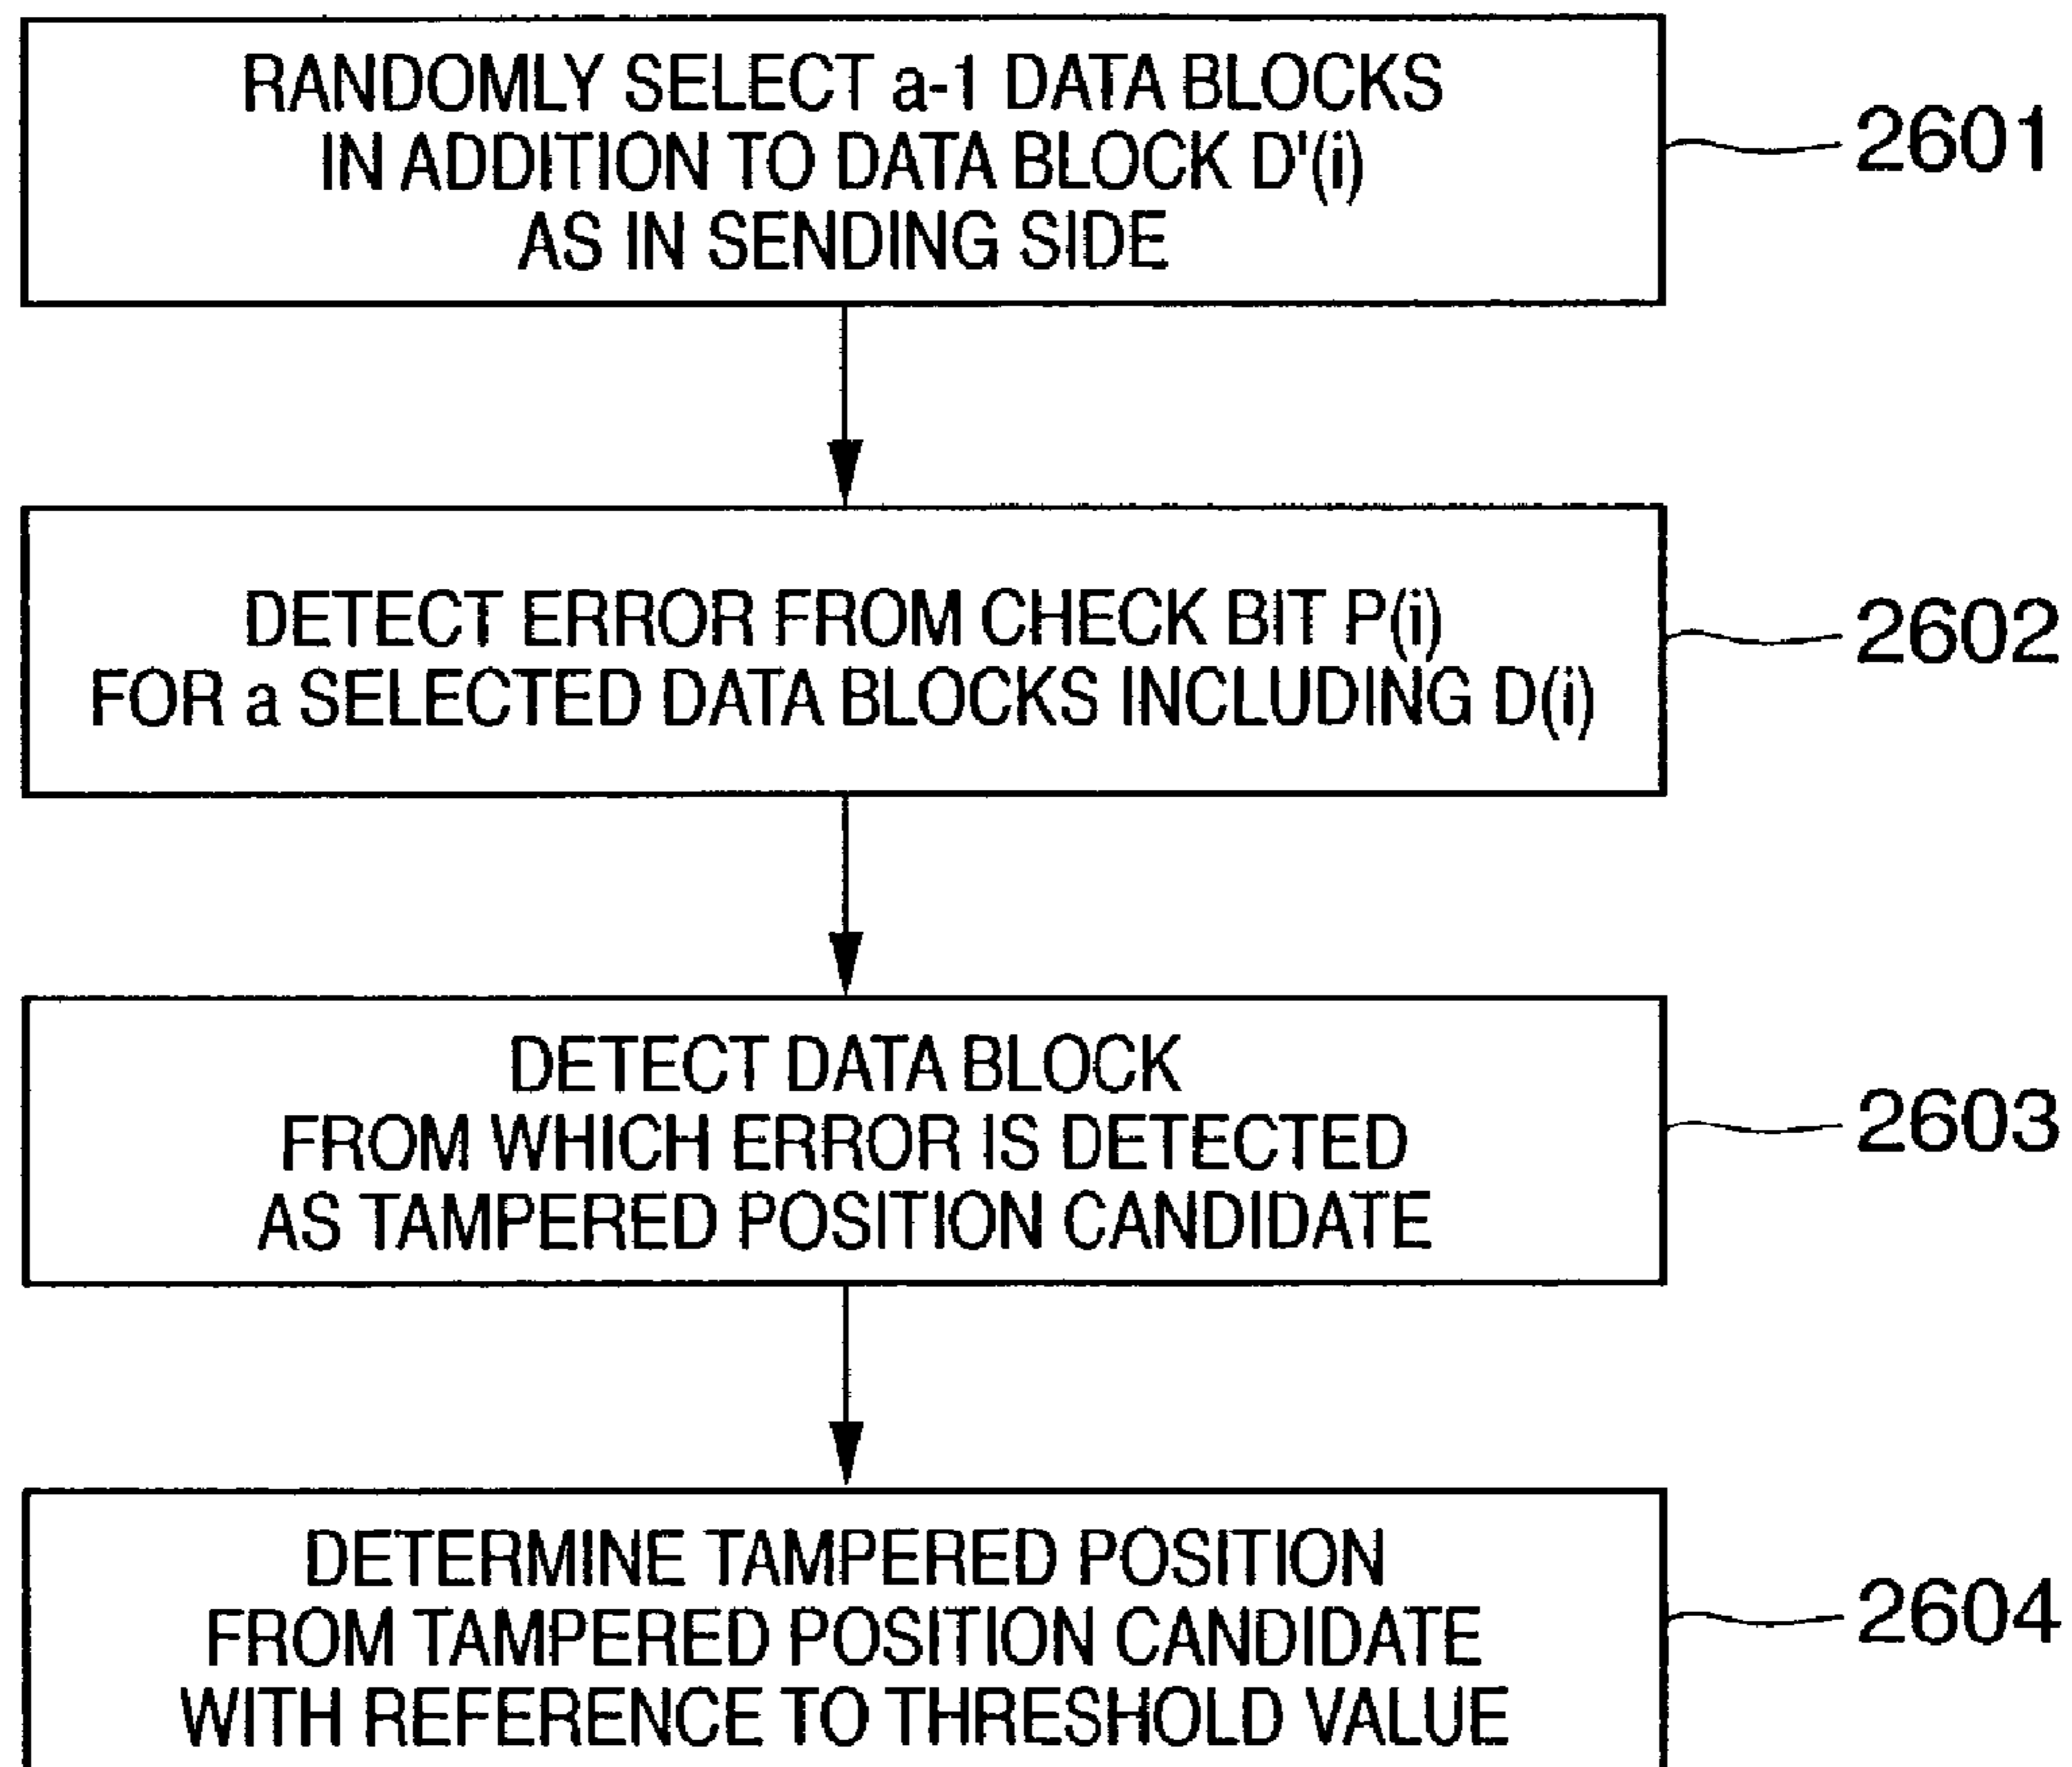 RANDOMLY SELECT a-1 DATA BLOCKS
IN ADDITION TO DATA BLOCK D'(i)
AS IN SENDING SIDE
2601
DETECT ERROR FROM CHECK BIT P(i)
FOR a SELECTED DATA BLOCKS INCLUDING D(i)
2602
DETECT DATA BLOCK
FROM WHICH ERROR IS DETECTED
AS TAMPERED POSITION CANDIDATE
2603
DETERMINE TAMPERED POSITION
FROM TAMPERED POSITION CANDIDATE
WITH REFERENCE TO THRESHOLD VALUE
2604